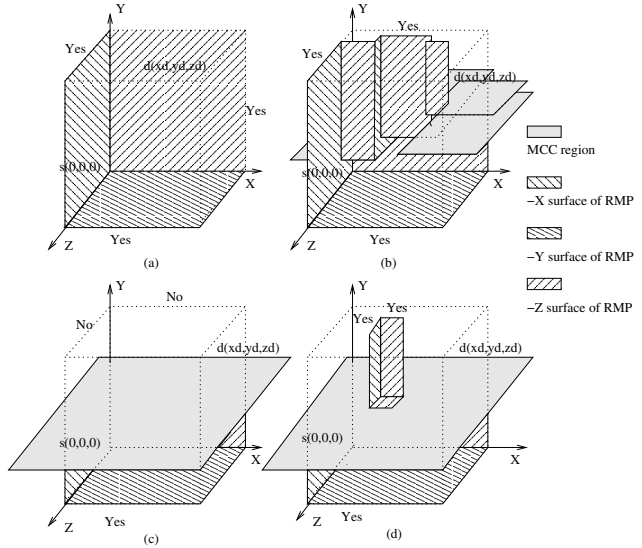 Y
Yes
d(xd,yd,zd)
Yes
s(0,0,0)
X
Z
Yes
(a)
Y
Yes
Yes
d(xd,yd,zd)
s(0,0,0)
X
Z
Yes
(b)
MCC region
−X surface of RMP
−Y surface of RMP
−Z surface of RMP
Y
No
No
d(xd,yd,zd)
s(0,0,0)
X
Z
Yes
(c)
Y
Yes
Yes
d(xd,yd,zd)
s(0,0,0)
X
Z
Yes
(d)